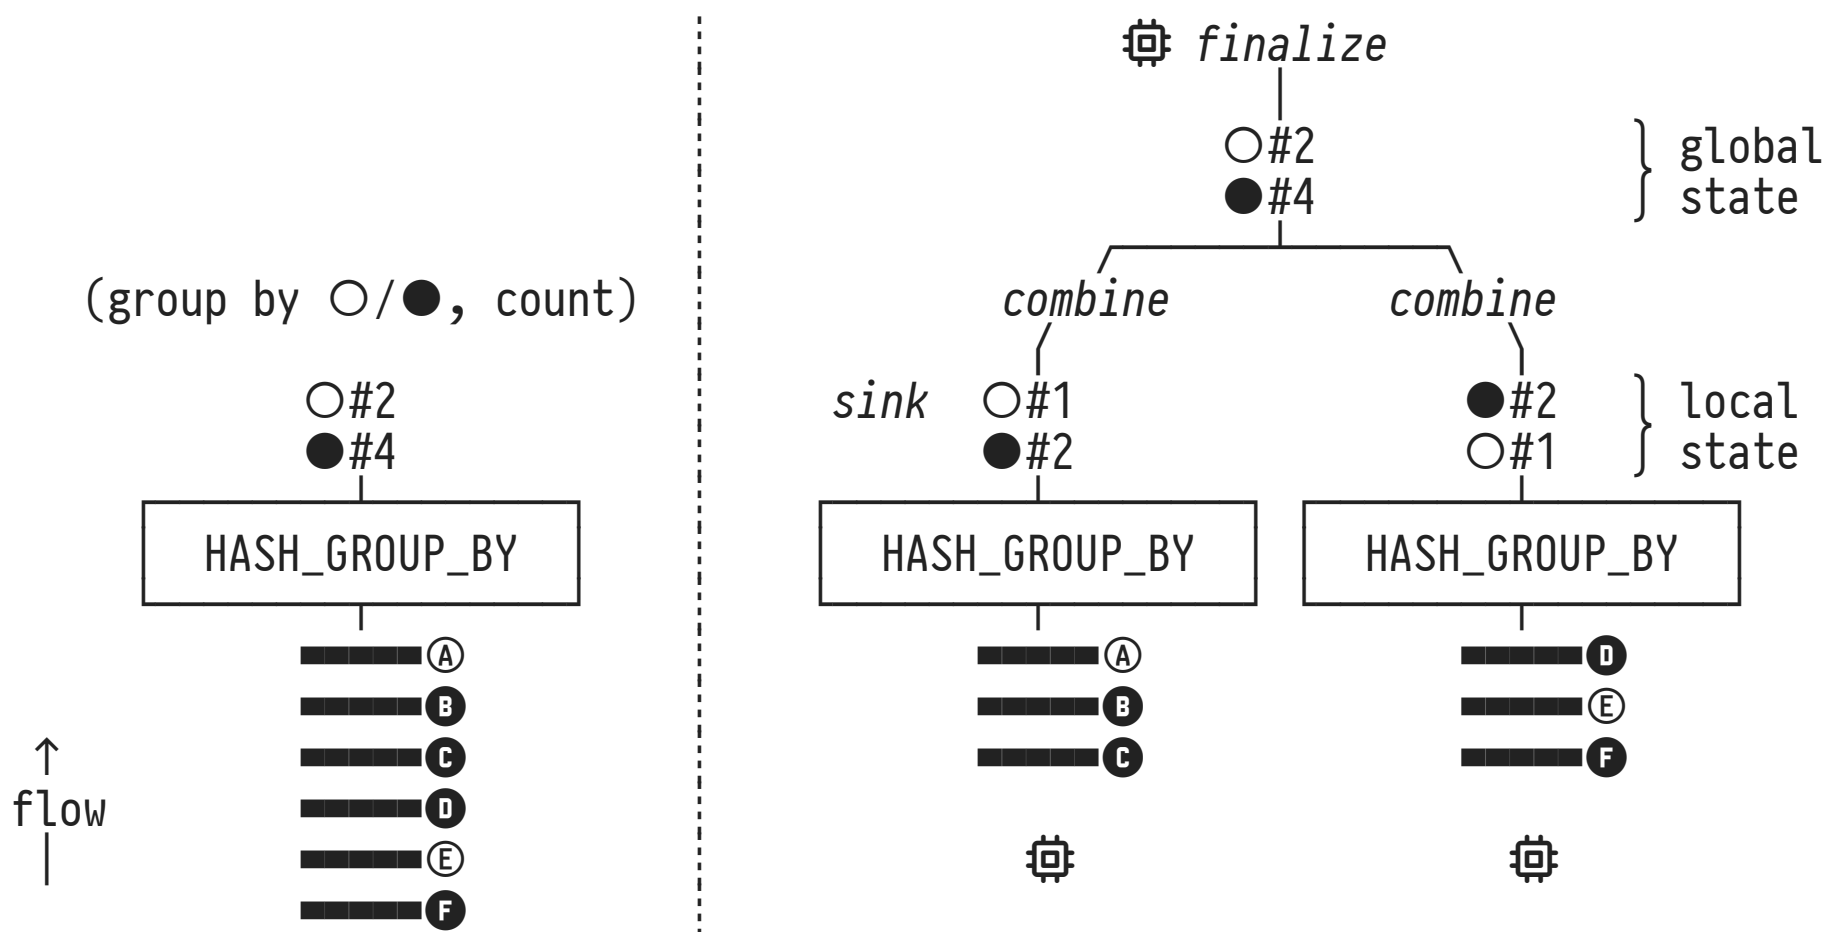 (group by ○/●, count)
○#2
●#4
HASH_GROUP_BY
A
B
C
D
E
F
↑
flow
finalize
○#2
●#4
global
state
combine
combine
sink
○#1
●#2
●#2
○#1
local
state
HASH_GROUP_BY
HASH_GROUP_BY
A
B
C
D
E
F